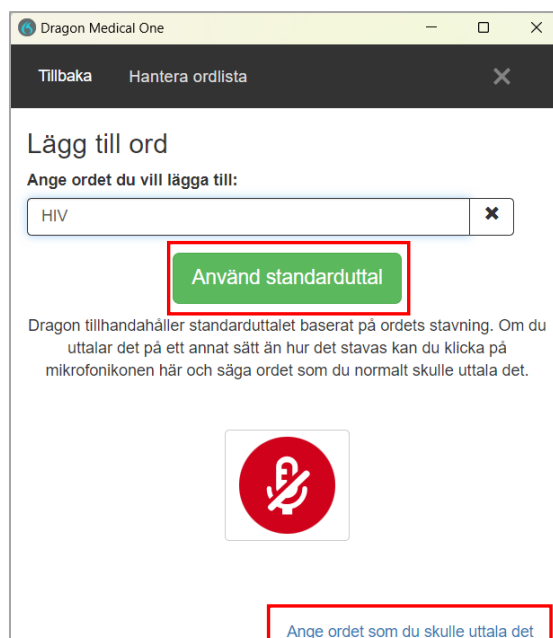 Dragon Medical One
Tillbaka Hantera ordlista
Lägg till ord
Ange ordet du vill lägga till:
HIV
Använd standarduttal
Dragon tillhandahåller standarduttalet baserat på ordets stavning. Om du
uttalar det på ett annat sätt än hur det stavas kan du klicka på
mikrofonikonen här och säga ordet som du normalt skulle uttala det.
Ange ordet som du skulle uttala det